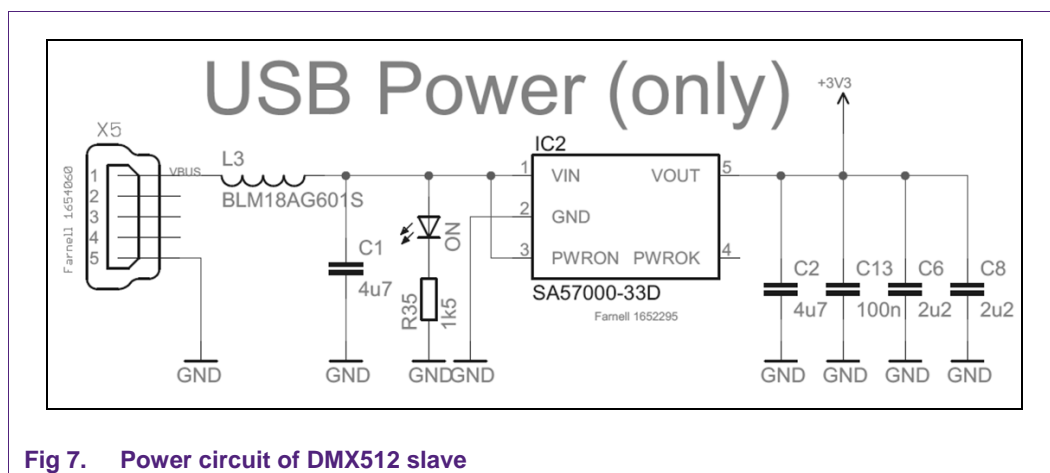 USB Power (only)
+3V3
X5
Farnell 1654060
1
2
3
4
5
VBUS
L3
BLM18AG601S
C1
4u7
ON
R35
1k5
IC2
1 VIN VOUT 5
2 GND
3 PWRON PWROK 4
SA57000-33D
Farnell 1652295
C2 C13 C6 C8
4u7 100n 2u2 2u2
GND GND GND GND GND GND GND GND
Fig 7. Power circuit of DMX512 slave